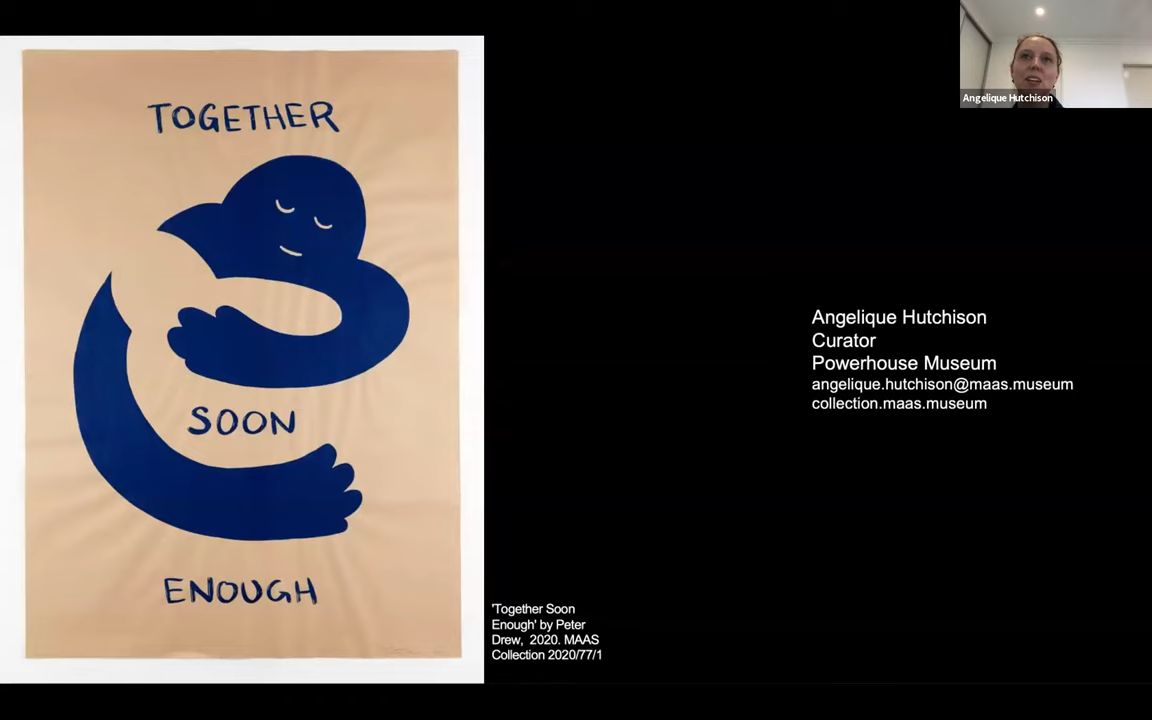 TOGETHER
SOON
ENOUGH
'Together Soon
Enough' by Peter
Drew, 2020. MAAS
Collection 2020/77/1
Angelique Hutchison
Curator
Powerhouse Museum
angelique.hutchison@maas.museum
collection.maas.museum
Angelique Hutchison